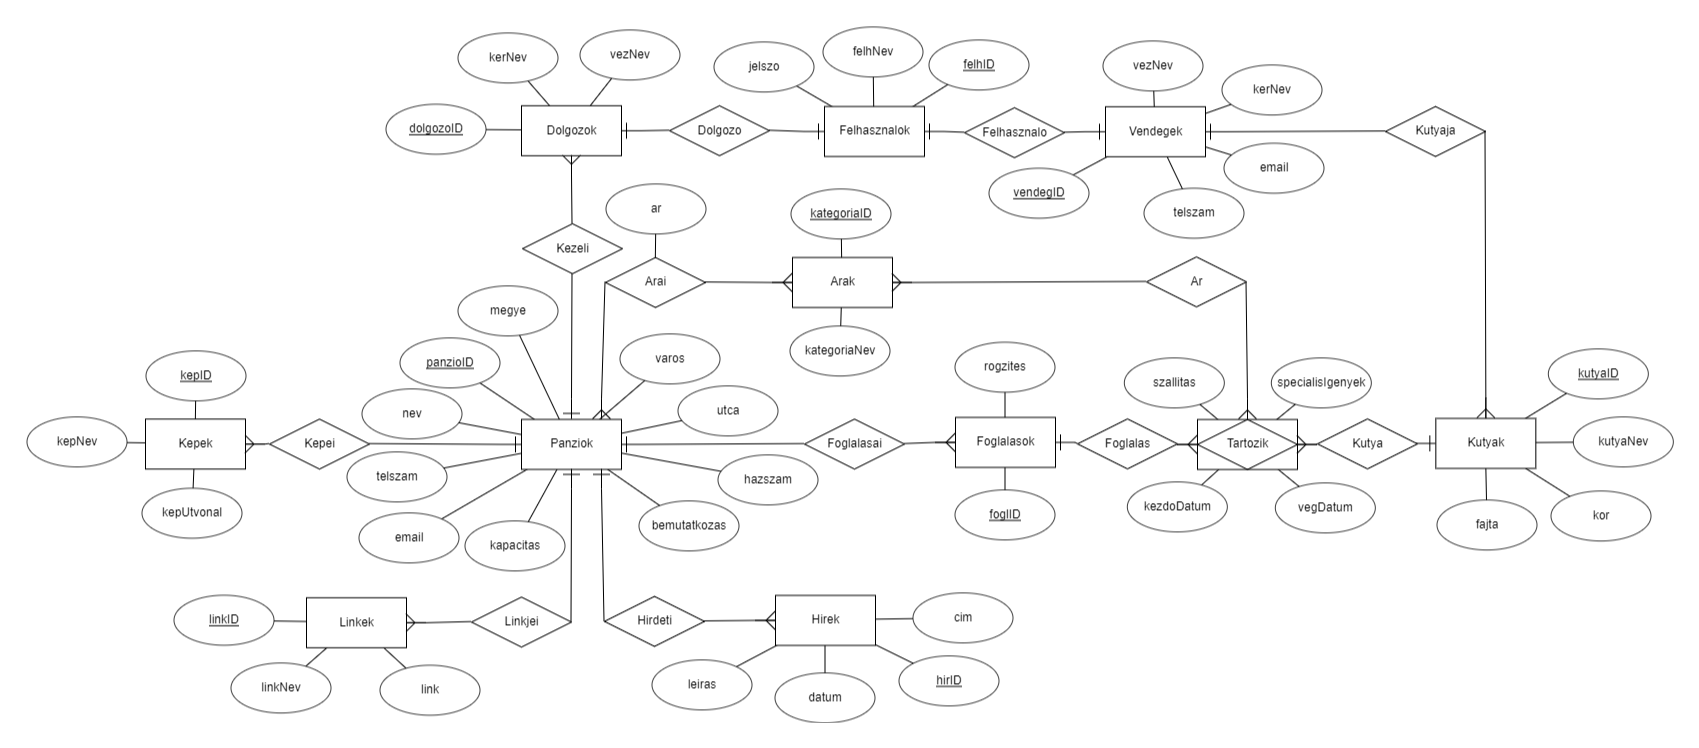 kerNev
vezNev
dolgozoID
Dolgozok
Dolgozo
jelszo
felhNev
felhID
Felhasznalok
Felhasznalo
vezNev
kerNev
Vendegek
email
vendegID
telszam
Kutyaja
ar
kategoriaID
Kezeli
Arai
Arak
Ar
kategoriaNev
megye
panzioID
varos
nev
utca
kepID
kepNev
Kepek
Kepei
kepUtvonal
Panziok
telszam
hazszam
email
kapacitas
bemutatkozas
Foglalasai
rogzites
Foglalasok
foglID
Foglalas
szallitas
specialisIgenyek
Tartozik
kezdoDatum
vegDatum
Kutya
kutyaID
Kutyak
kutyaNev
fajta
kor
linkID
Linkek
Linkjei
linkNev
link
Hirdeti
Hirek
cim
leiras
datum
hirID